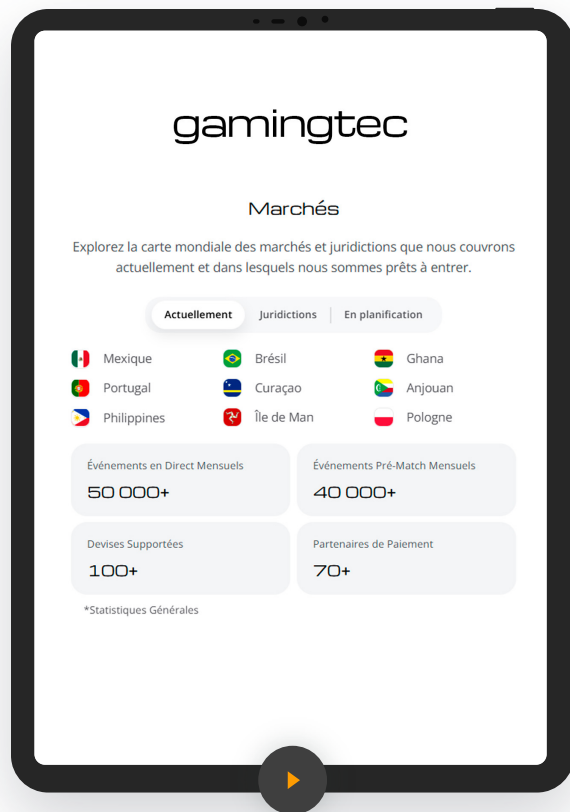 gamingtec
Marchés
Explorez la carte mondiale des marchés et juridictions que nous couvrons
actuellement et dans lesquels nous sommes prêts à entrer.
Actuellement Juridictions En planification
Mexique Brésil Ghana
Portugal Curaçao Anjouan
Philippines Île de Man Pologne
Événements en Direct Mensuels Événements Pré-Match Mensuels
50 000+ 40 000+
Devises Supportées Partenaires de Paiement
100+ 70+
*Statistiques Générales